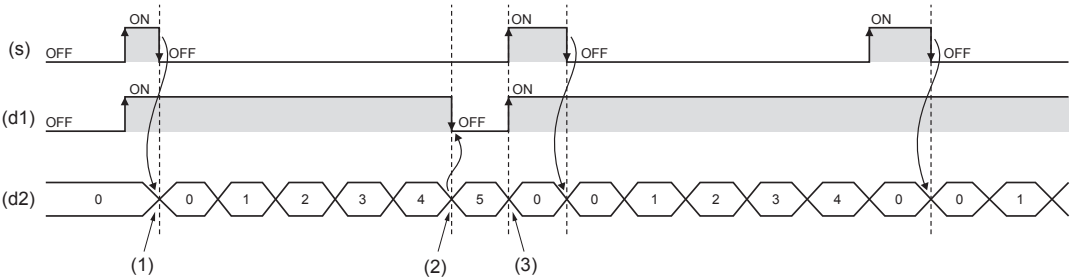 ON ON ON
(s) OFF OFF OFF OFF
ON ON
(d1) OFF OFF
(d2) 0 0 1 2 3 4 5 0 0 1 2 3 4 0 0 1
(1) (2) (3)